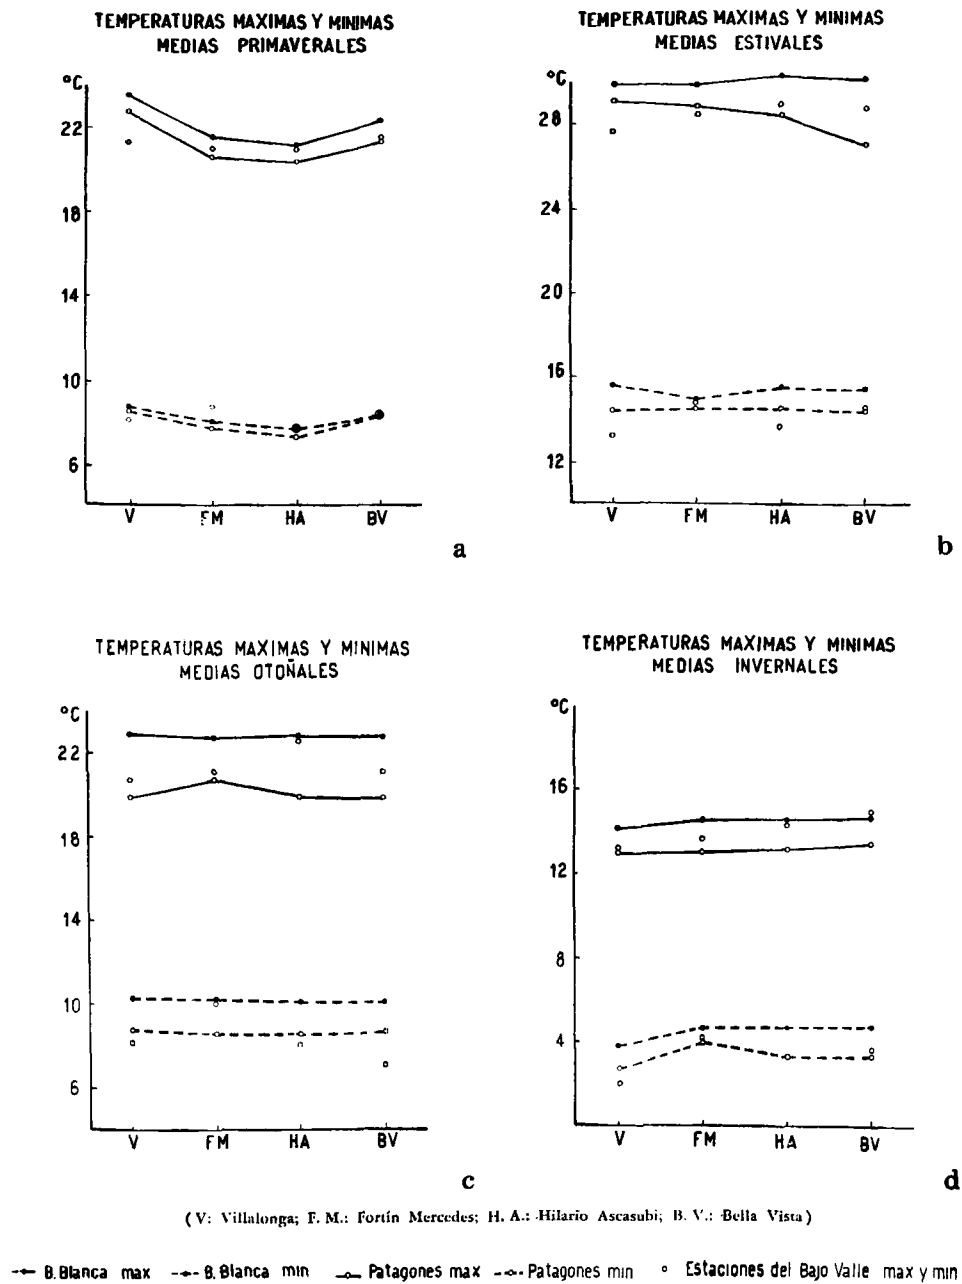 TEMPERATURAS MAXIMAS Y MINIMAS
MEDIAS PRIMAVERALES
°C
22
18
14
10
6
V FM HA BV
a
TEMPERATURAS MAXIMAS Y MINIMAS
MEDIAS ESTIVALES
°C
28
24
20
16
12
V FM HA BV
b
TEMPERATURAS MAXIMAS Y MINIMAS
MEDIAS OTOÑALES
°C
22
18
14
10
6
V FM HA BV
c
TEMPERATURAS MAXIMAS Y MINIMAS
MEDIAS INVERNALES
°C
16
12
8
4
V FM HA BV
d
(V: Villalonga; F. M.: Fortín Mercedes; H. A.: Hilario Ascasubi; B. V.: Bella Vista)
B. Blanca max B. Blanca min Patagones max Patagones min Estaciones del Bajo Valle max y min